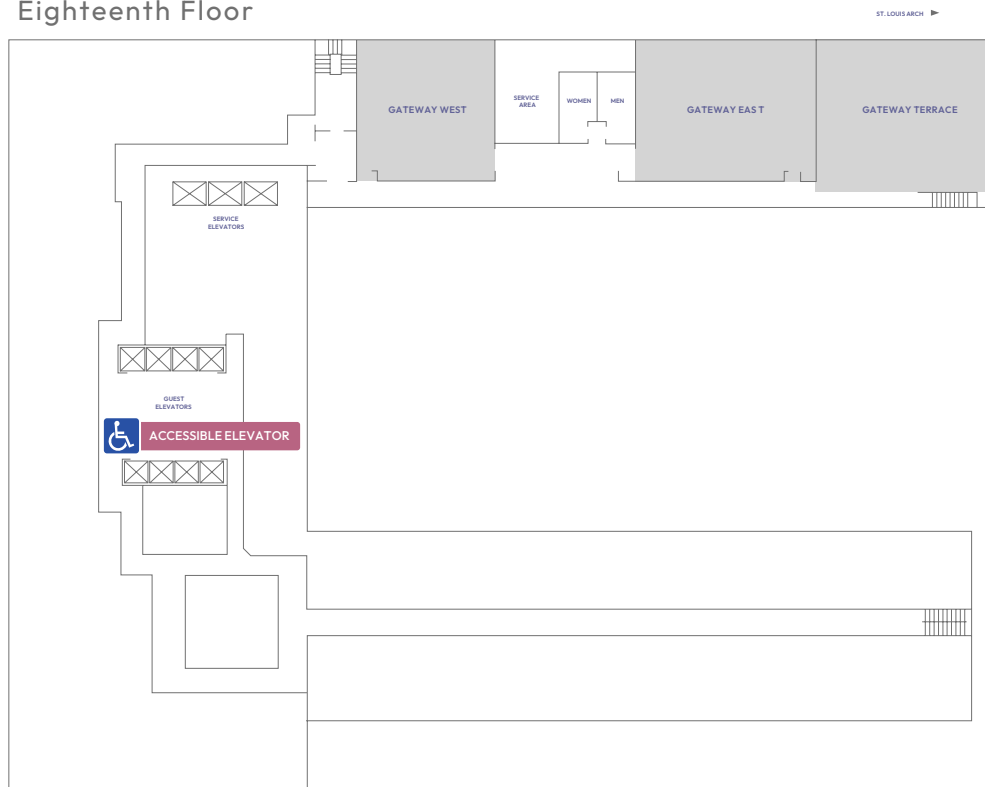 Eighteenth Floor
ST. LOUIS ARCH
GATEWAY WEST
SERVICE
AREA
WOMEN
MEN
GATEWAY EAST
GATEWAY TERRACE
SERVICE
ELEVATORS
GUEST
ELEVATORS
ACCESSIBLE ELEVATOR